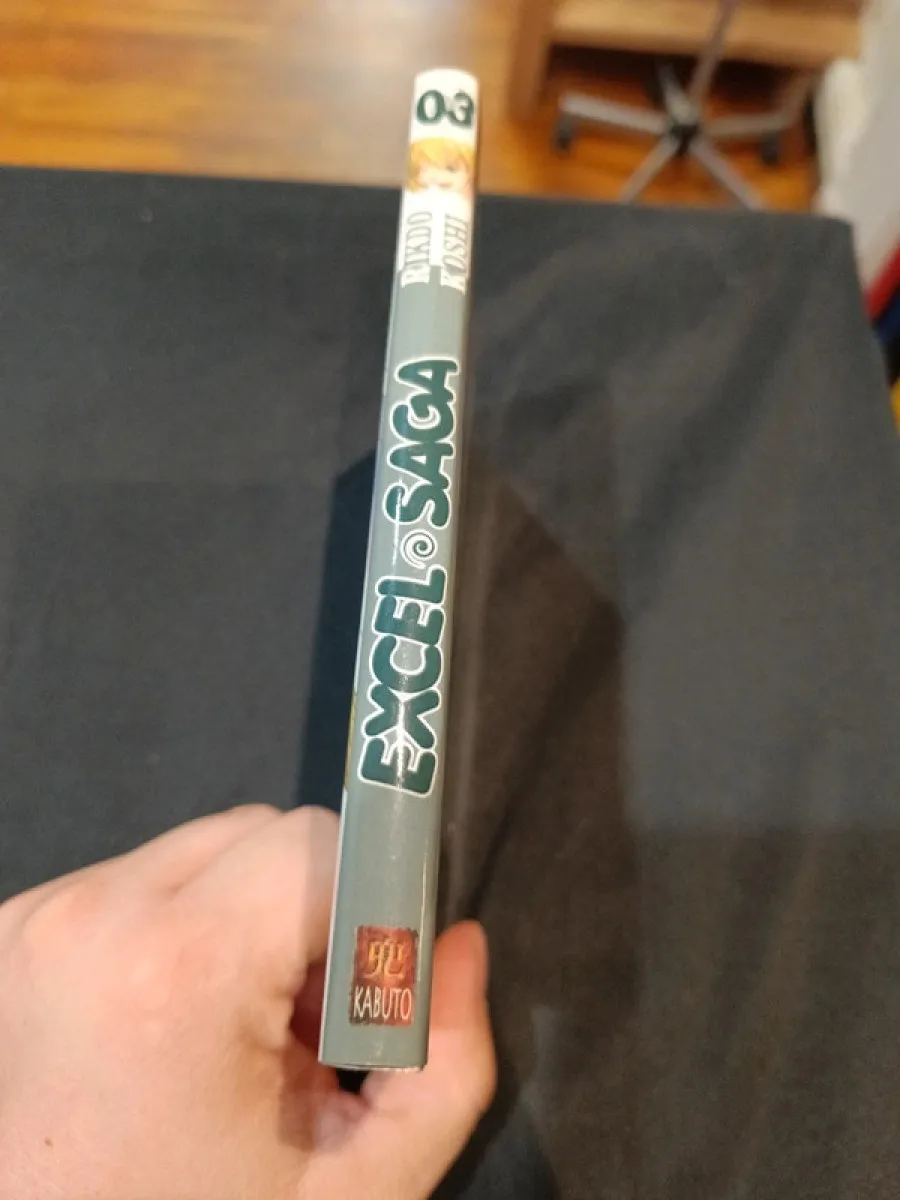 03
RIKDO
KOSHI
EXCEL SAGA
KABUTO